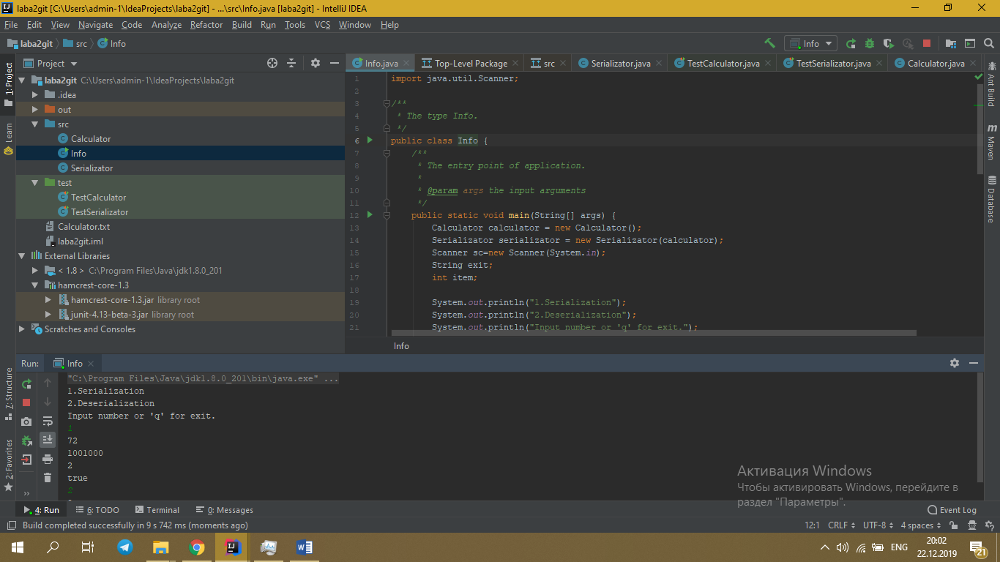 laba2git [C:\Users\admin-1\IdeaProjects\laba2git] - ...\src\Info.java [laba2git] - IntelliJ IDEA
File Edit View Navigate Code Analyze Refactor Build Run Tools VCS Window Help
laba2git src Info
Info
1: Project
Learn
7: Structure
2: Favorites
Project
laba2git C:\Users\admin-1\IdeaProjects\laba2git
.idea
out
src
Calculator
Info
Serializator
test
TestCalculator
TestSerializator
Calculator.txt
laba2git.iml
External Libraries
< 1.8 > C:\Program Files\Java\jdk1.8.0_201
hamcrest-core-1.3
hamcrest-core-1.3.jar library root
junit-4.13-beta-3.jar library root
Scratches and Consoles
Info.java Top-Level Package src Serializator.java TestCalculator.java TestSerializator.java Calculator.java
1 import java.util.Scanner;
2
3 /**
4 * The type Info.
5 */
6 public class Info {
7 /**
8 * The entry point of application.
9 *
10 * @param args the input arguments
11 */
12 public static void main(String[] args) {
13 Calculator calculator = new Calculator();
14 Serializator serializator = new Serializator(calculator);
15 Scanner sc=new Scanner(System.in);
16 String exit;
17 int item;
18
19 System.out.println("1.Serialization");
20 System.out.println("2.Deserialization");
21 System.out.println("Input number or 'q' for exit.");
Info
Ant Build
Maven
Database
Run: Info
"C:\Program Files\Java\jdk1.8.0_201\bin\java.exe" ...
1.Serialization
2.Deserialization
Input number or 'q' for exit.
1
72
1001000
2
true
2
Активация Windows
Чтобы активировать Windows, перейдите в
раздел "Параметры".
4: Run 6: TODO Terminal 0: Messages Event Log
Build completed successfully in 9 s 742 ms (moments ago) 12:1 CRLF UTF-8 4 spaces
ENG
20:02
22.12.2019
21